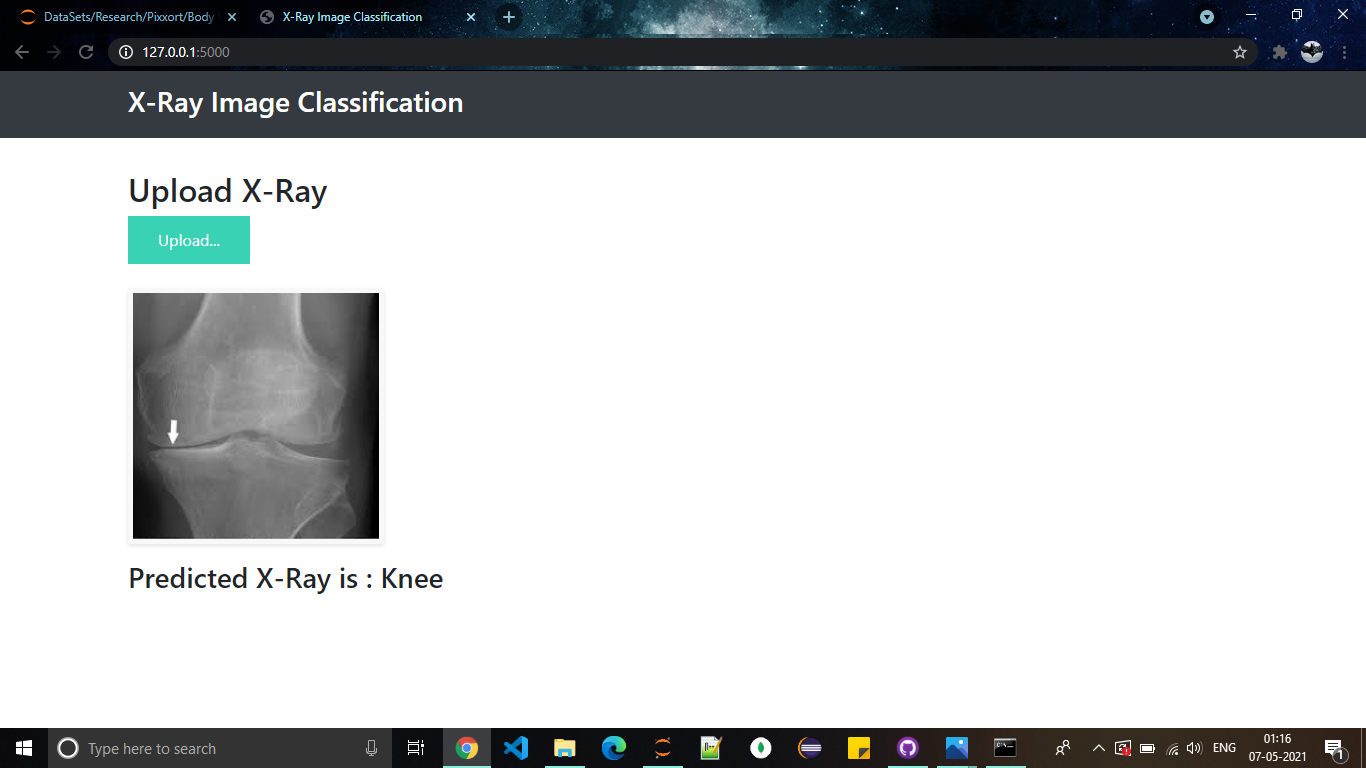 DataSets/Research/Pixxort/Body
X-Ray Image Classification
127.0.0.1:5000
X-Ray Image Classification
Upload X-Ray
Upload...
Predicted X-Ray is : Knee
Type here to search
ENG
01:16
07-05-2021
1